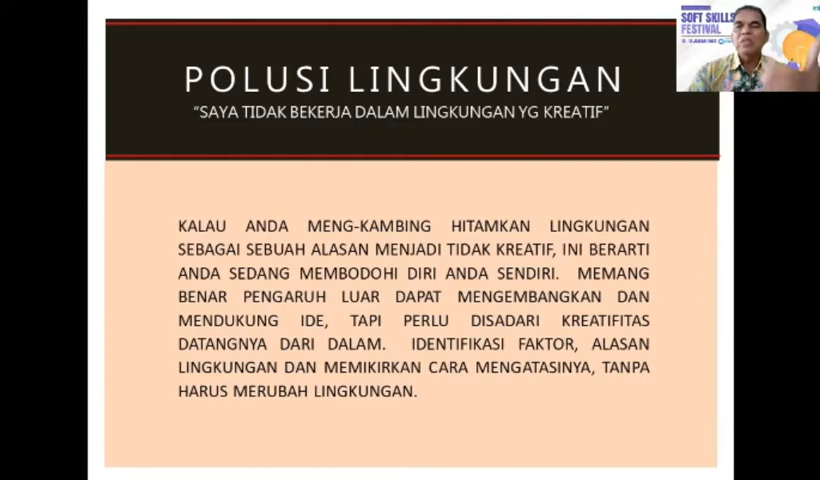 POLUSI LINGKUNGAN
"SAYA TIDAK BEKERJA DALAM LINGKUNGAN YG KREATIF"
KALAU ANDA MENG-KAMBING HITAMKAN LINGKUNGAN
SEBAGAI SEBUAH ALASAN MENJADI TIDAK KREATIF, INI BERARTI
ANDA SEDANG MEMBODOHI DIRI ANDA SENDIRI. MEMANG
BENAR PENGARUH LUAR DAPAT MENGEMBANGKAN DAN
MENDUKUNG IDE, TAPI PERLU DISADARI KREATIFITAS
DATANGNYA DARI DALAM. IDENTIFIKASI FAKTOR, ALASAN
LINGKUNGAN DAN MEMIKIRKAN CARA MENGATASINYA, TANPA
HARUS MERUBAH LINGKUNGAN.
SOFT SKILLS
FESTIVAL